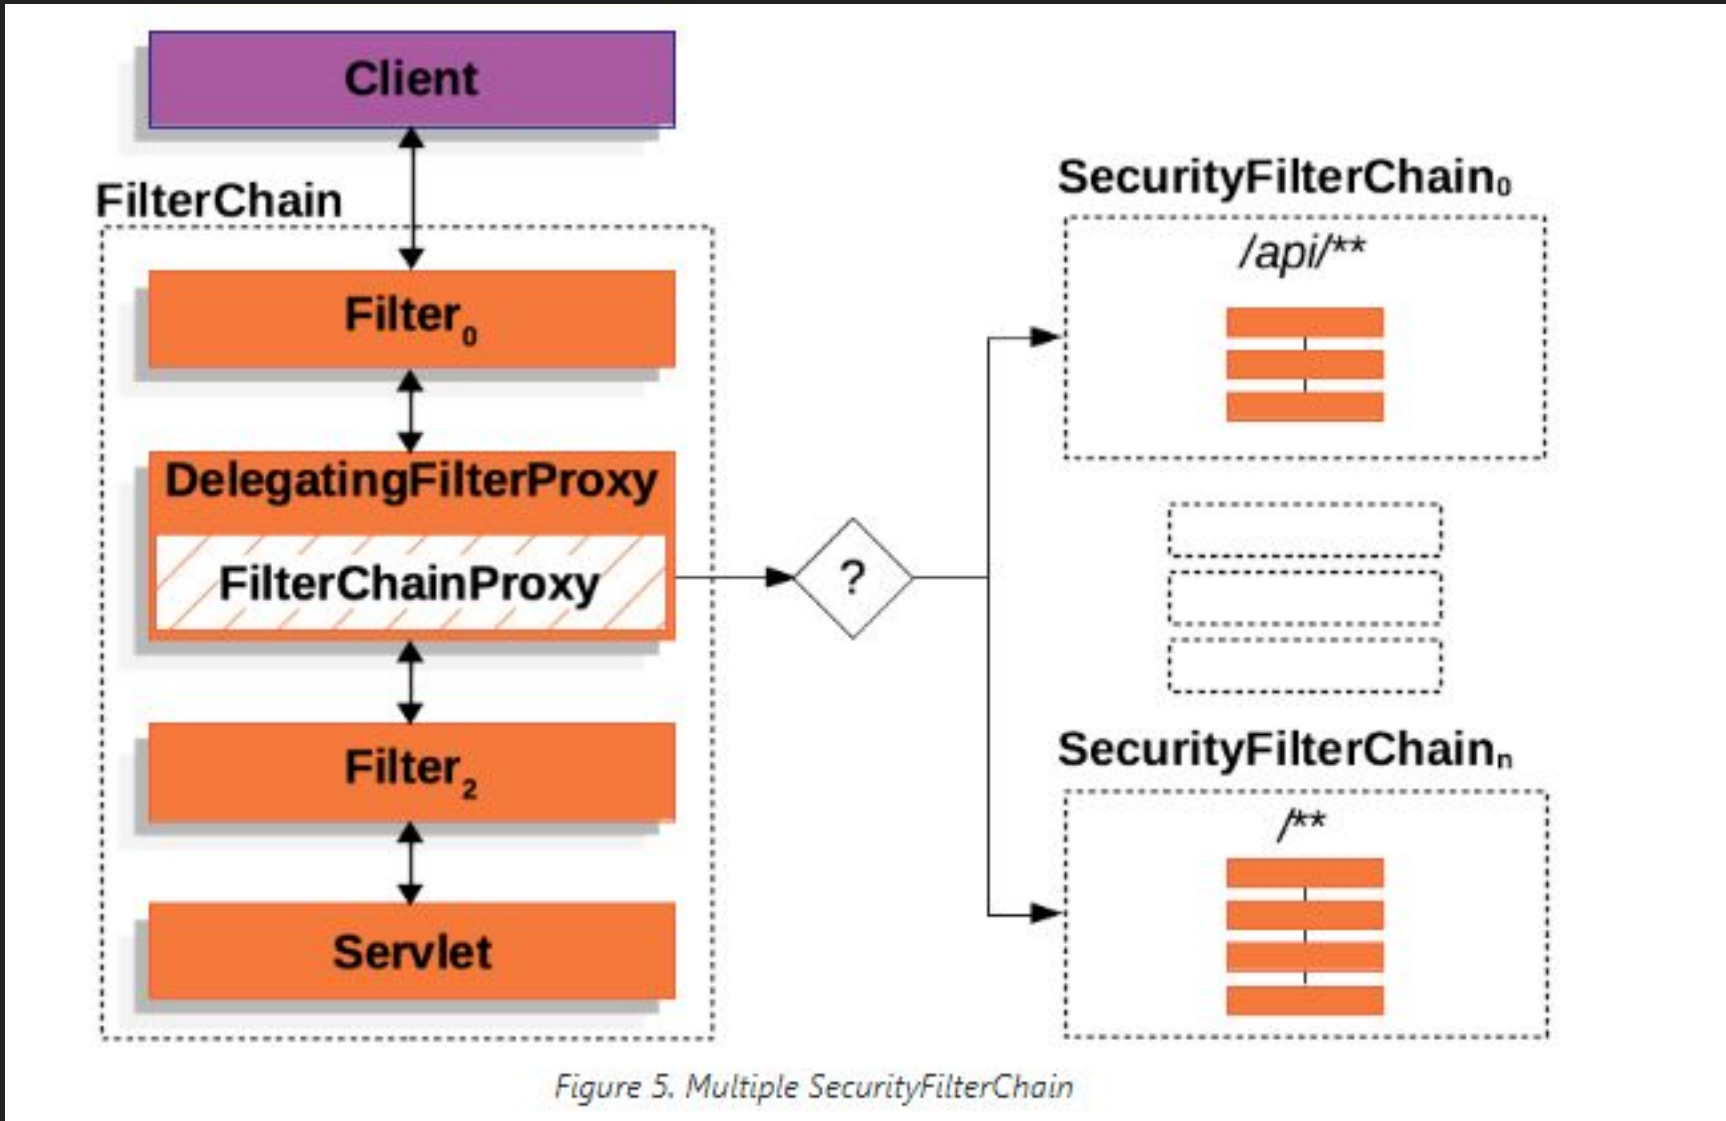 Client
FilterChain
Filter0
DelegatingFilterProxy
FilterChainProxy
Filter2
Servlet
?
SecurityFilterChain0
/api/**
SecurityFilterChainn
/**
Figure 5. Multiple SecurityFilterChain